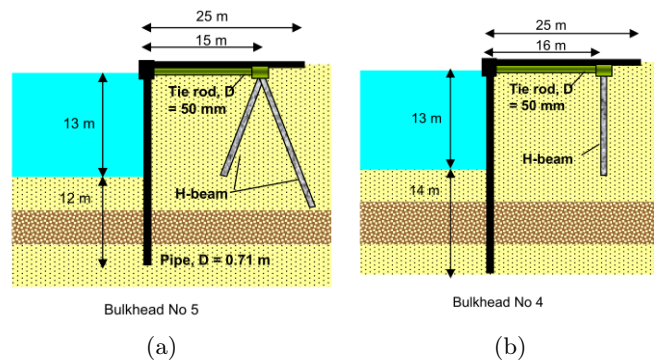 25 m
15 m
Tie rod, D
= 50 mm
13 m
H-beam
12 m
Pipe, D = 0.71 m
Bulkhead No 5
(a)
25 m
16 m
Tie rod, D
= 50 mm
13 m
H-beam
14 m
Bulkhead No 4
(b)